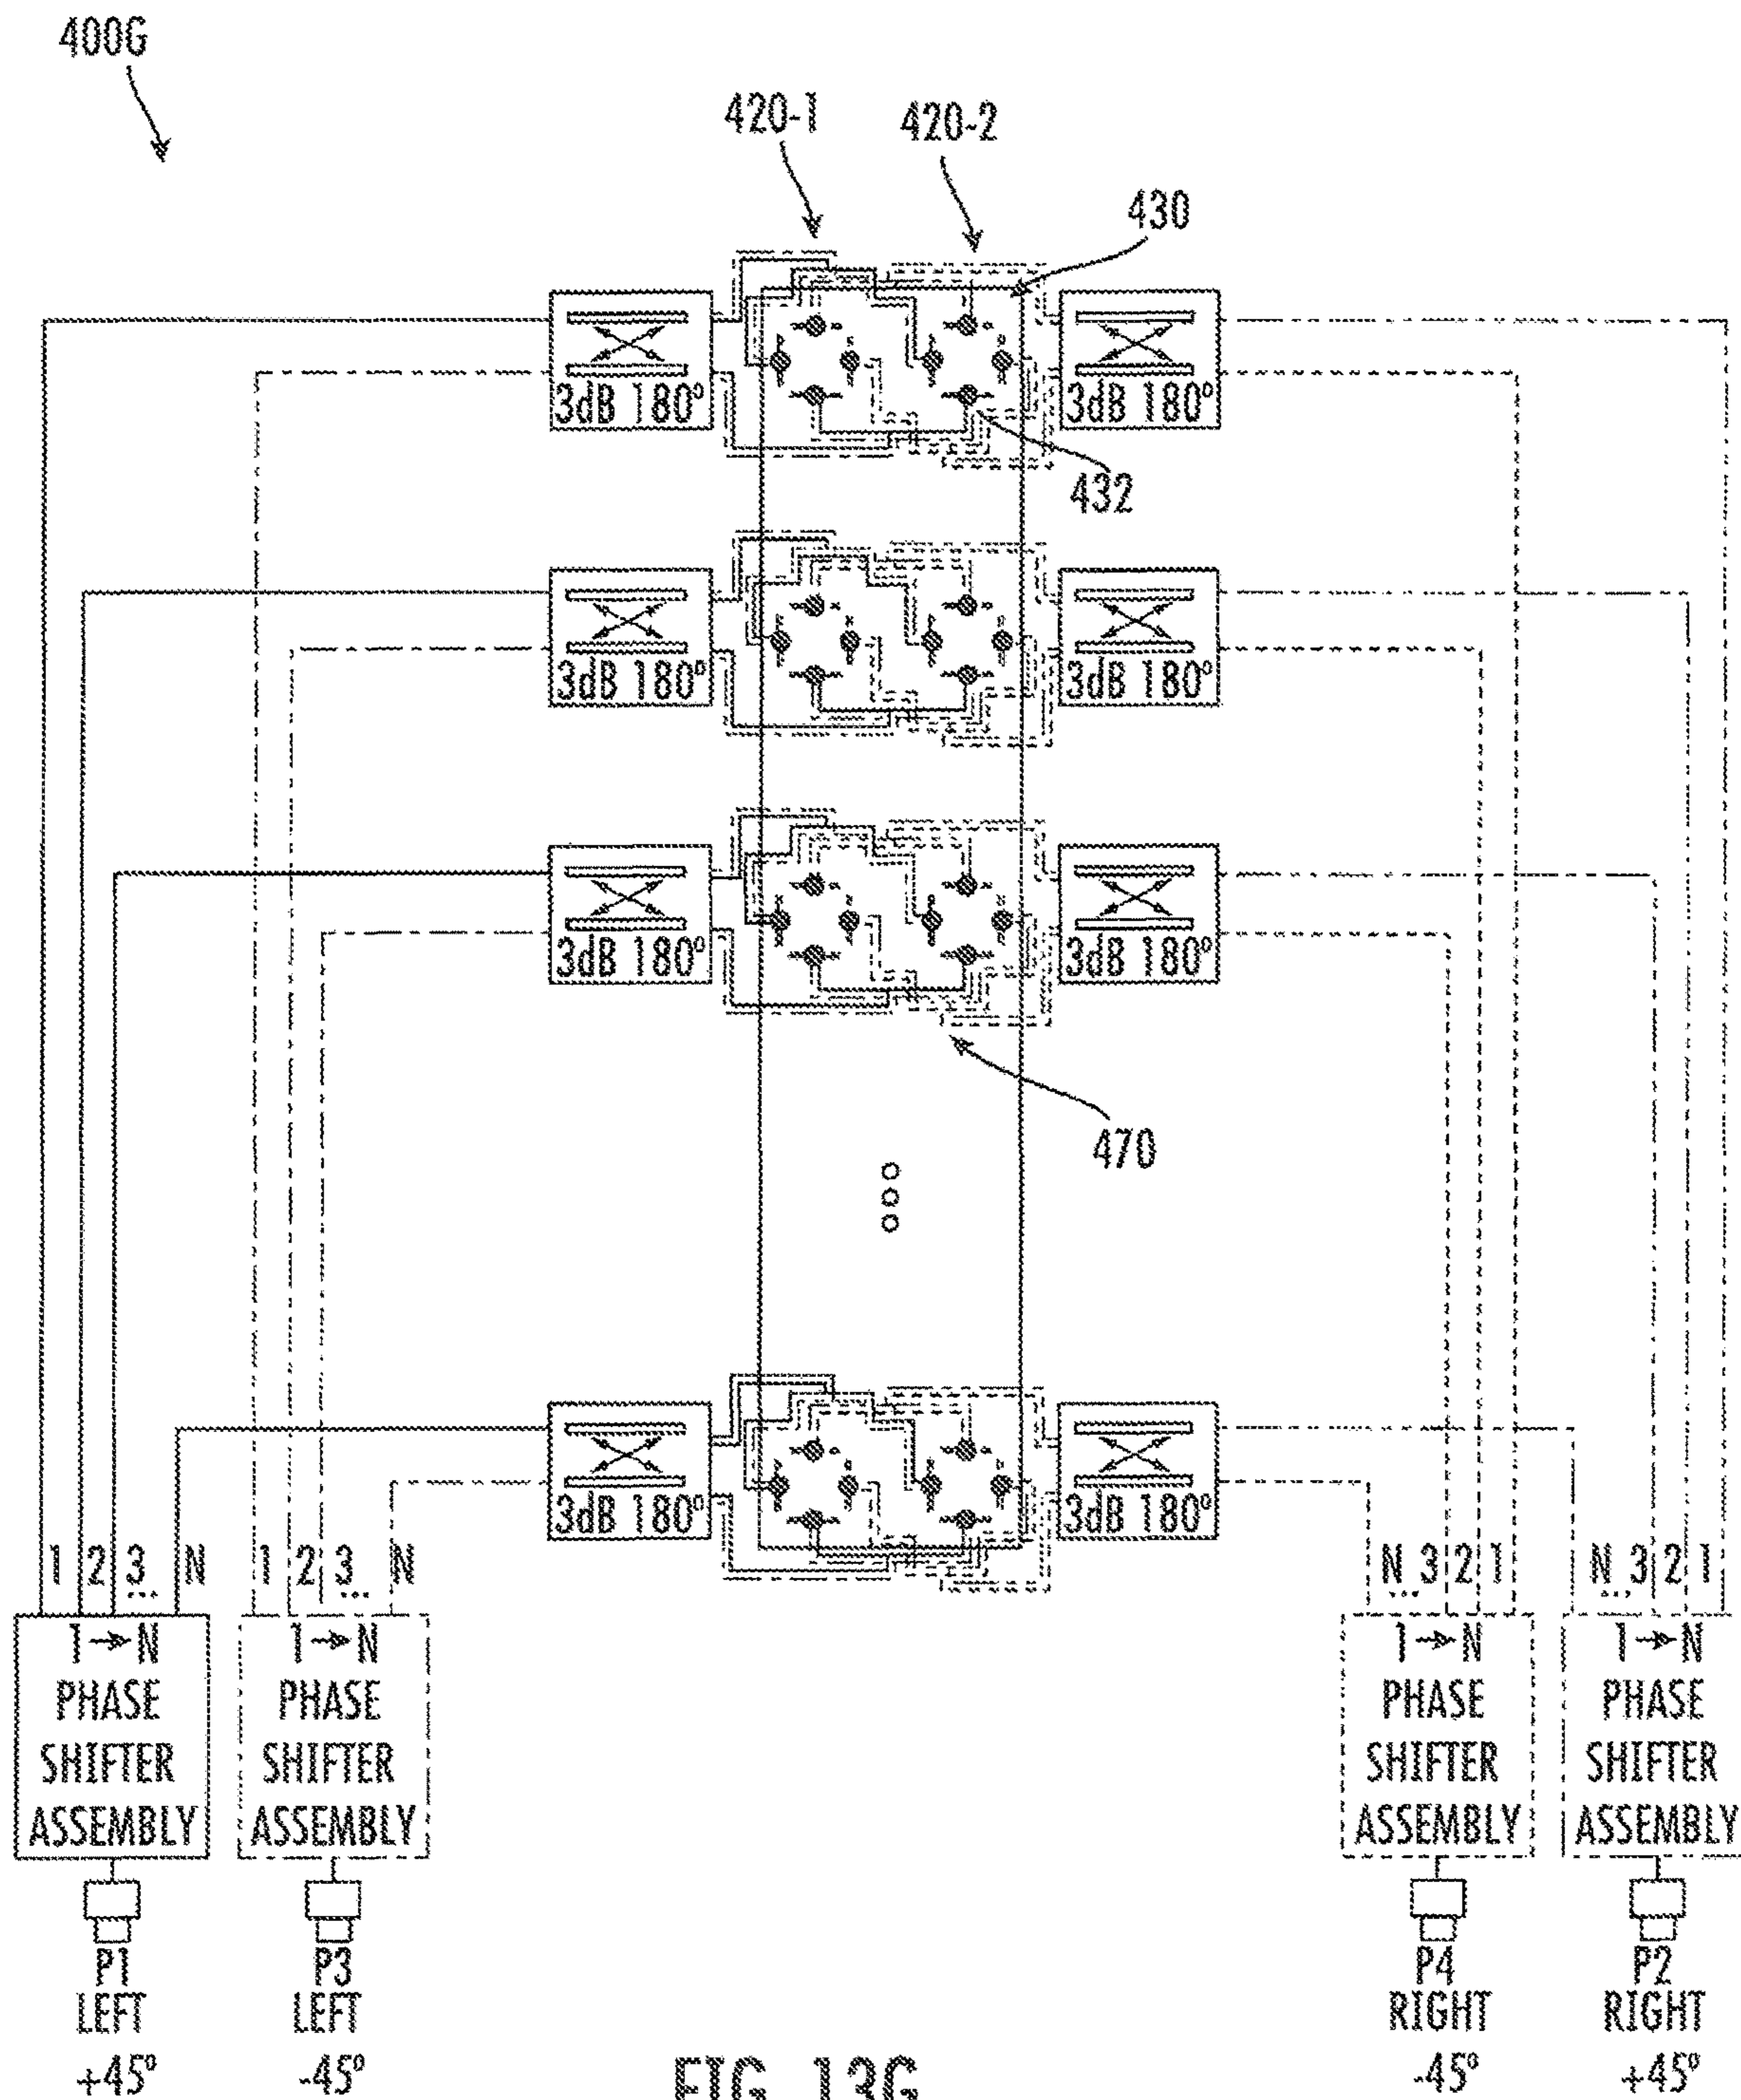 400G
420-1
420-2
430
3dB 180°
3dB 180°
432
3dB 180°
3dB 180°
3dB 180°
3dB 180°
470
3dB 180°
3dB 180°
1 2 3... N
1 2 3... N
N ...3 2 1
N ...3 2 1
1→N
PHASE
SHIFTER
ASSEMBLY
1→N
PHASE
SHIFTER
ASSEMBLY
1→N
PHASE
SHIFTER
ASSEMBLY
1→N
PHASE
SHIFTER
ASSEMBLY
P1
LEFT
+45°
P3
LEFT
-45°
P4
RIGHT
-45°
P2
RIGHT
+45°
FIG. 13G